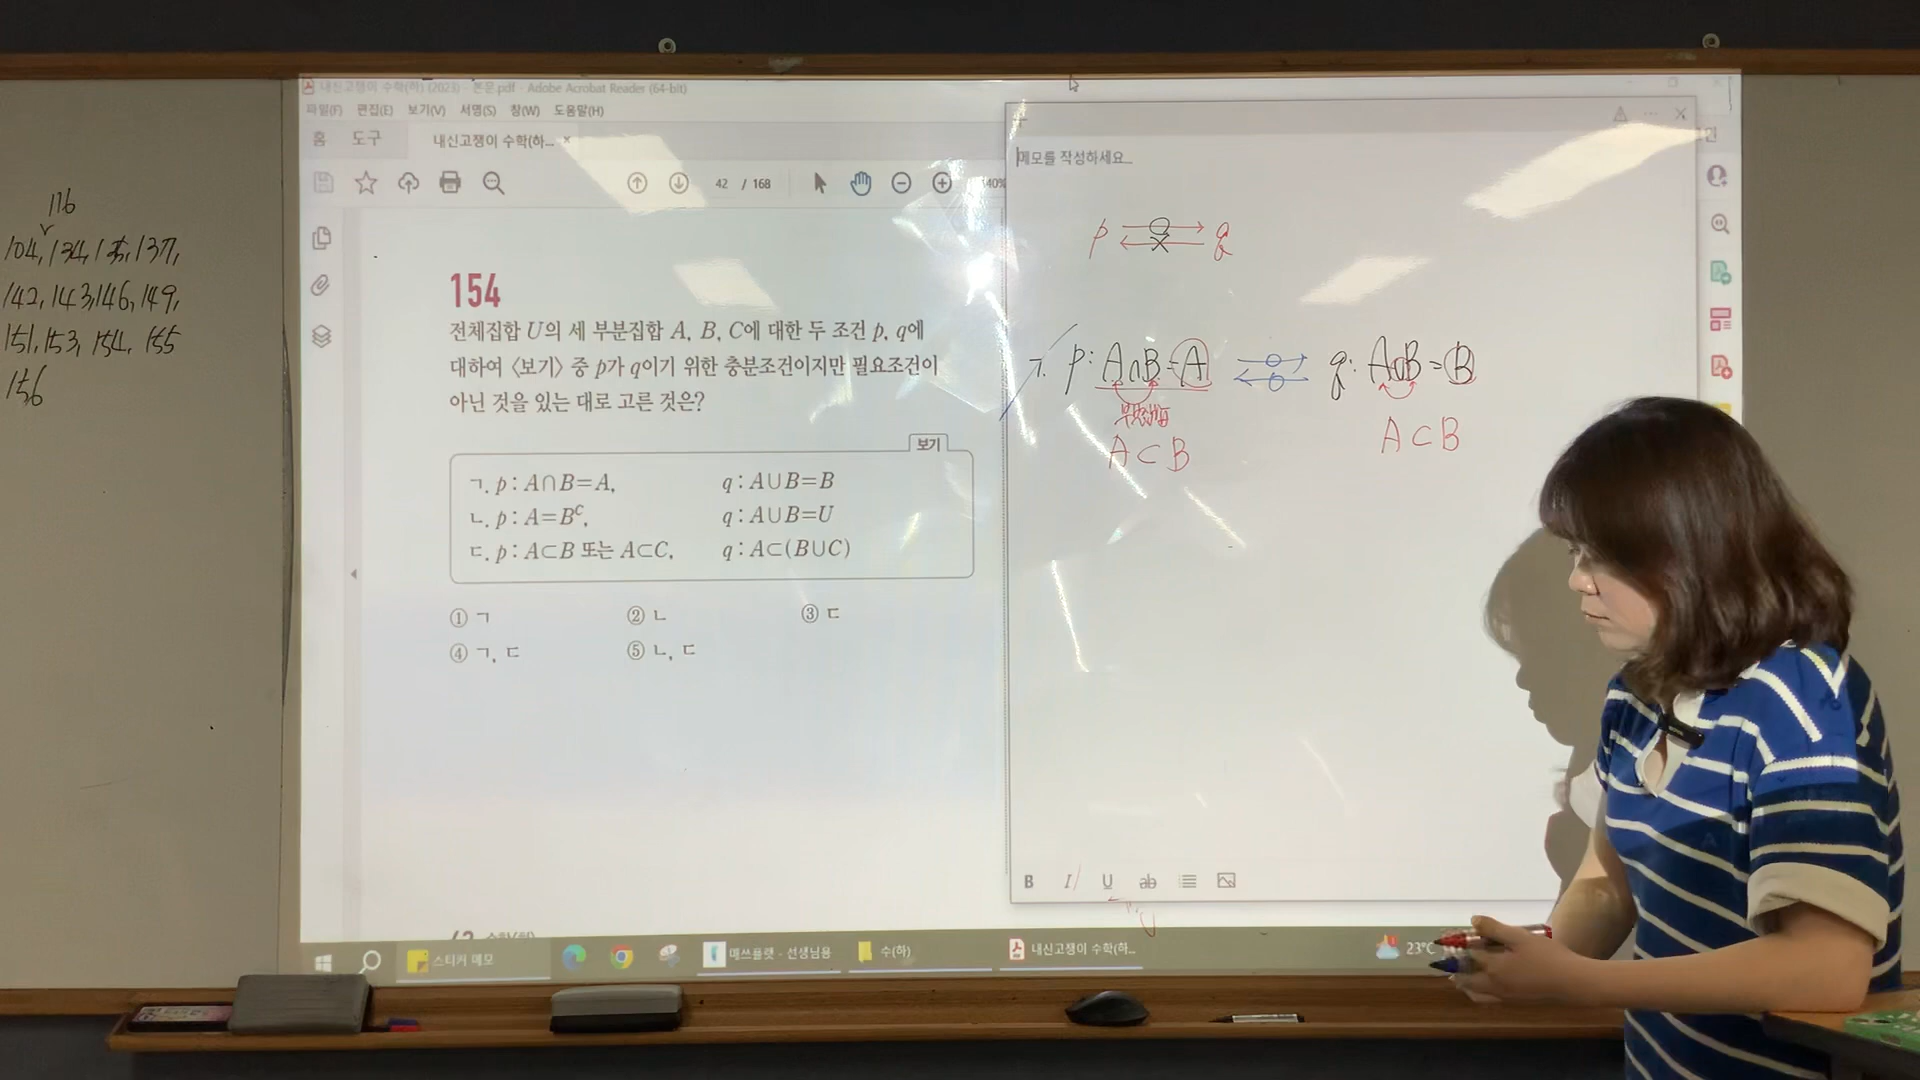 내신고쟁이 수학(하) (2023) - 본문.pdf - Adobe Acrobat Reader (64-bit)
파일(F) 편집(E) 보기(V) 서명(S) 창(W) 도움말(H)
홈 도구 내신고쟁이 수학(하... ×
42 / 168
메모를 작성하세요...
116
104, 134, 135, 137,
142, 143, 146, 149,
151, 153, 154, 155
156
154
전체집합 U의 세 부분집합 A, B, C에 대한 두 조건 p, q에
대하여 〈보기〉 중 p가 q이기 위한 충분조건이지만 필요조건이
아닌 것을 있는 대로 고른 것은?
보기
ㄱ. p : A∩B=A, q : A∪B=B
ㄴ. p : A=Bᶜ, q : A∪B=U
ㄷ. p : A⊂B 또는 A⊂C, q : A⊂(B∪C)
① ㄱ ② ㄴ ③ ㄷ
④ ㄱ, ㄷ ⑤ ㄴ, ㄷ
p q
ㄱ. p : A∩B=A q : A∪B=B
A⊂B A⊂B
B I U ab
스티커 메모 매쓰플랫 - 선생님용 수(하) 내신고쟁이 수학(하... 23°C